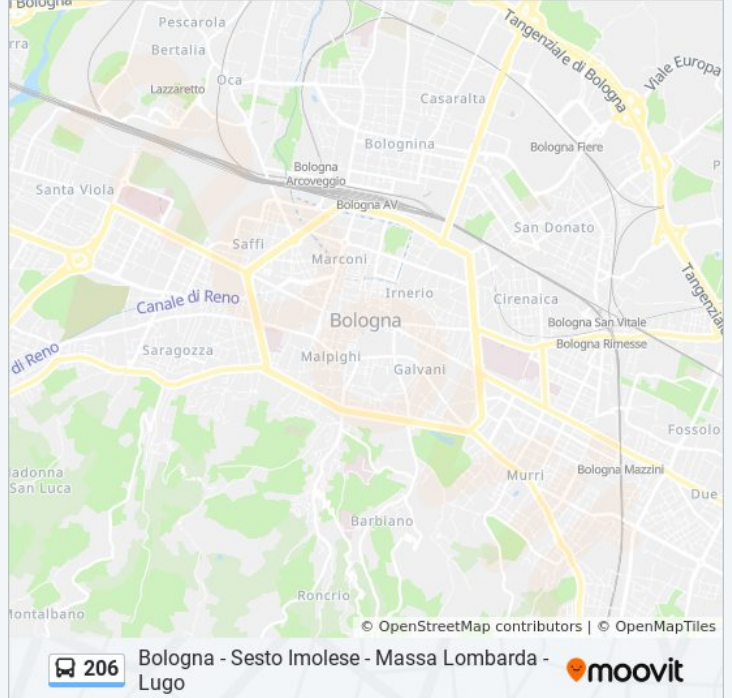 l Bologna
Pescarola
Bertalia
Oca
Lazzaretto
Casaralta
Tangenziale di Bologna
Viale Europa
Bolognina
Bologna Fiere
Bologna
Arcoveggio
Santa Viola
Bologna AV
San Donato
Saffi
Marconi
Irnerio
Cirenaica
Tangenziale
Canale di Reno
Bologna
Bologna San Vitale
Bologna Rimesse
di Reno
Saragozza
Malpighi
Galvani
Fossolo
Murri
Bologna Mazzini
adonna
San Luca
Due
Barbiano
Roncrio
Montalbano
© OpenStreetMap contributors | © OpenMapTiles
206
Bologna - Sesto Imolese - Massa Lombarda -
Lugo
moovit